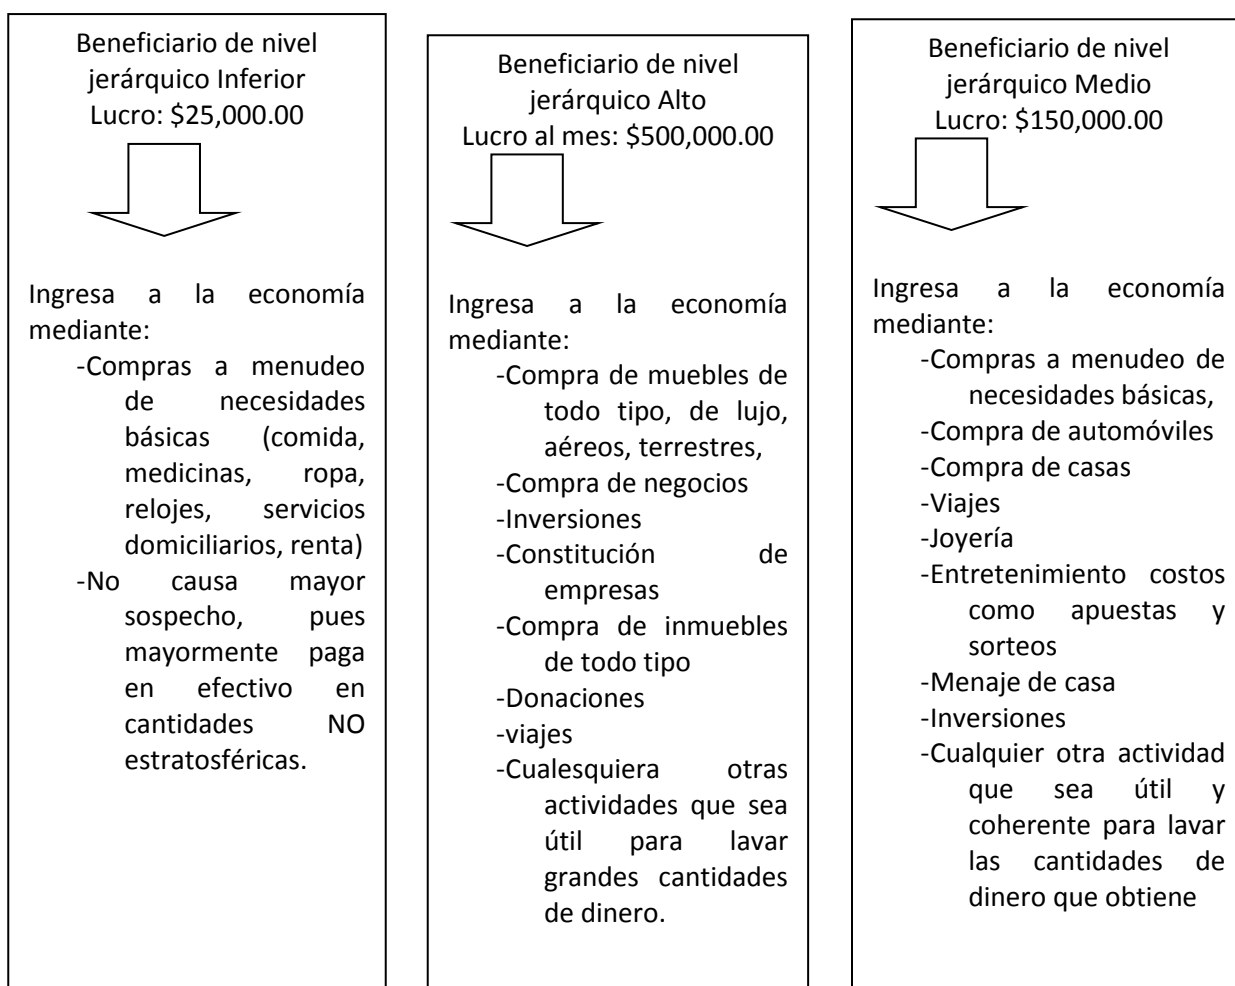 Beneficiario de nivel
jerárquico Inferior
Lucro: $25,000.00
Ingresa a la economía
mediante:
-Compras a menudeo
de necesidades
básicas (comida,
medicinas, ropa,
relojes, servicios
domiciliarios, renta)
-No causa mayor
sospecho, pues
mayormente paga
en efectivo en
cantidades NO
estratosféricas.
Beneficiario de nivel
jerárquico Alto
Lucro al mes: $500,000.00
Ingresa a la economía
mediante:
-Compra de muebles de
todo tipo, de lujo,
aéreos, terrestres,
-Compra de negocios
-Inversiones
-Constitución de
empresas
-Compra de inmuebles
de todo tipo
-Donaciones
-viajes
-Cualesquiera otras
actividades que sea
útil para lavar
grandes cantidades
de dinero.
Beneficiario de nivel
jerárquico Medio
Lucro: $150,000.00
Ingresa a la economía
mediante:
-Compras a menudeo de
necesidades básicas,
-Compra de automóviles
-Compra de casas
-Viajes
-Joyería
-Entretenimiento costos
como apuestas y
sorteos
-Menaje de casa
-Inversiones
-Cualquier otra actividad
que sea útil y
coherente para lavar
las cantidades de
dinero que obtiene